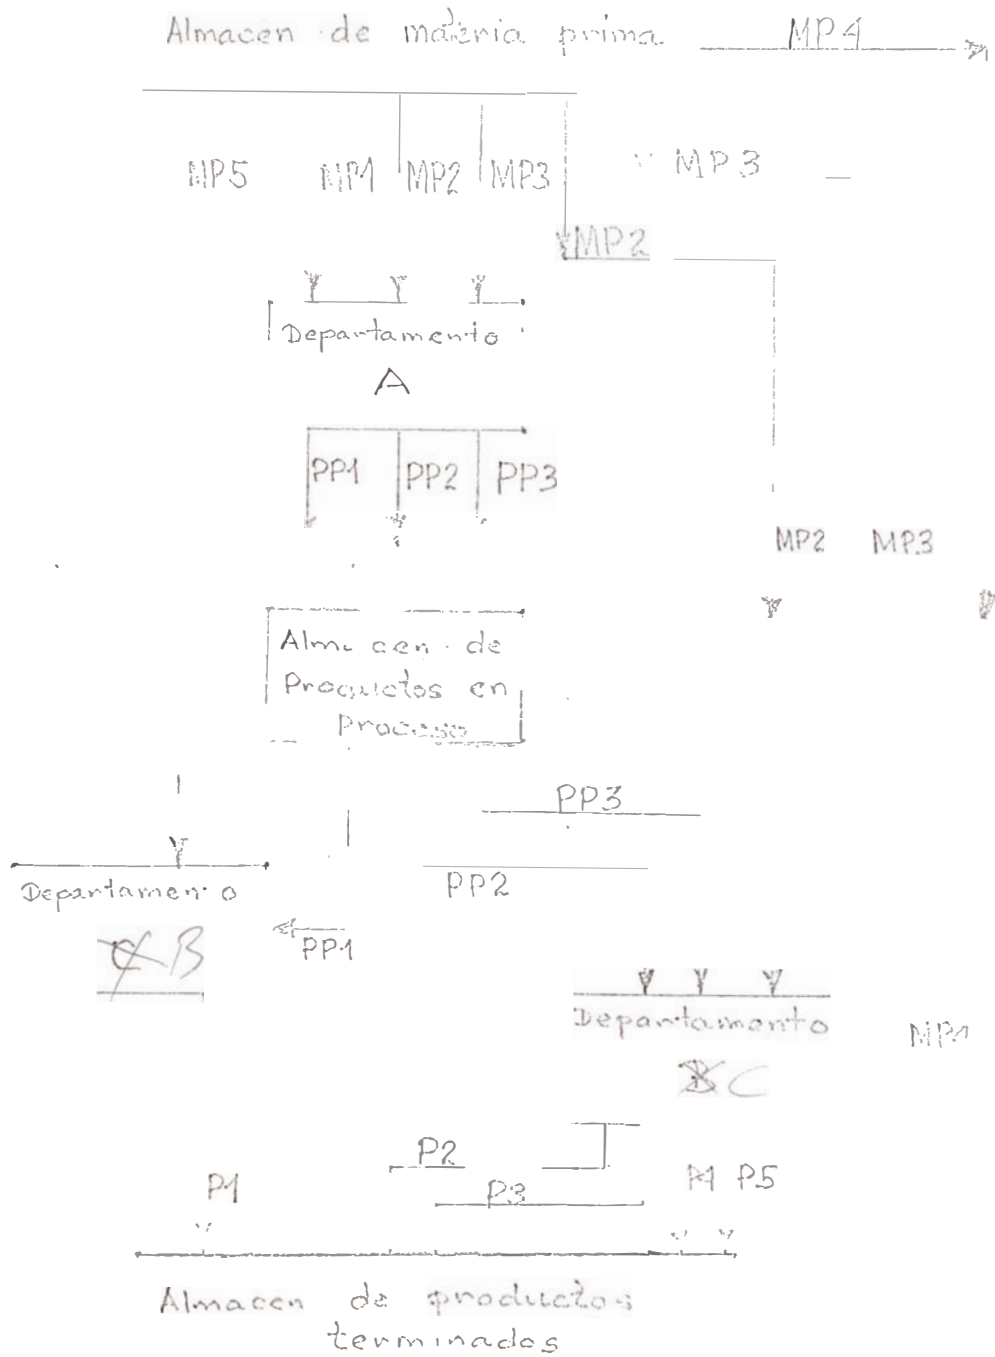 Almacen de materia prima MP4
MP5 MP1 MP2 MP3 MP3
MP2
Departamento
A
PP1 PP2 PP3
MP2 MP3
Almacen de
Productos en
Proceso
PP3
Departamento PP2
B PP1
Departamento MP1
C
P2
P1 P3 P4 P5
Almacen de productos
terminados